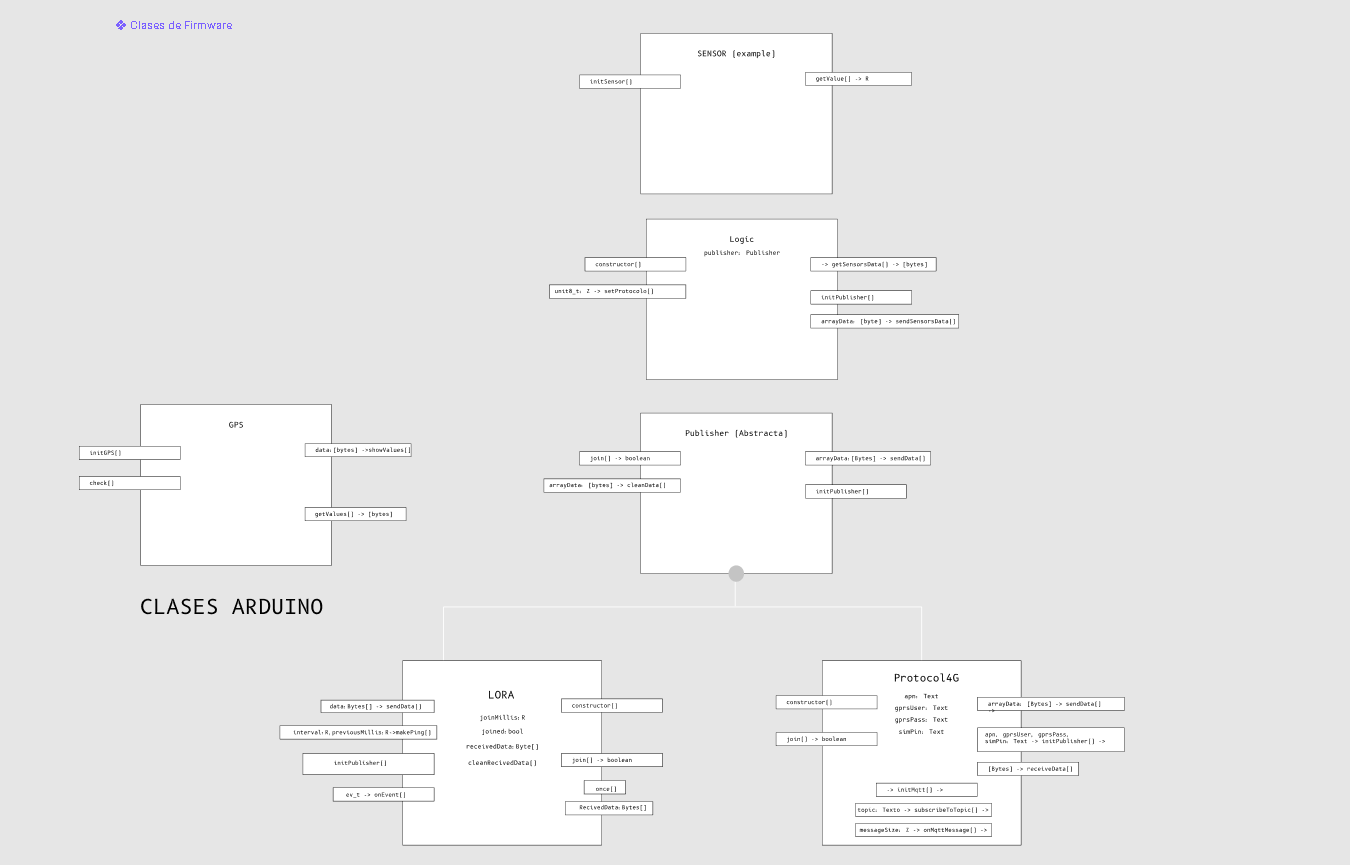 ❖ Clases de Firmware
SENSOR [example]
initSensor[]
getValue[] -> R
Logic
publisher: Publisher
constructor[]
unit8_t: Z -> setProtocolo[]
-> getSensorsData[] -> [bytes]
initPublisher[]
arrayData: [byte] -> sendSensorsData[]
GPS
initGPS[]
check[]
data:[bytes] ->showValues[]
getValues[] -> [bytes]
CLASES ARDUINO
Publisher [Abstracta]
join[] -> boolean
arrayData: [bytes] -> cleanData[]
arrayData:[Bytes] -> sendData[]
initPublisher[]
LORA
joinMillis:R
joined:bool
receivedData:Byte[]
cleanRecivedData[]
data:Bytes[] -> sendData[]
interval:R,previousMillis:R->makePing[]
initPublisher[]
ev_t -> onEvent[]
constructor[]
join[] -> boolean
once[]
RecivedData:Bytes[]
Protocol4G
apn: Text
gprsUser: Text
gprsPass: Text
simPin: Text
constructor[]
join[] -> boolean
arrayData: [Bytes] -> sendData[]
->
apn, gprsUser, gprsPass,
simPin: Text -> initPublisher[] ->
[Bytes] -> receiveData[]
-> initMqtt[] ->
topic: Texto -> subscribeToTopic[] ->
messageSize: Z -> onMqttMessage[] ->